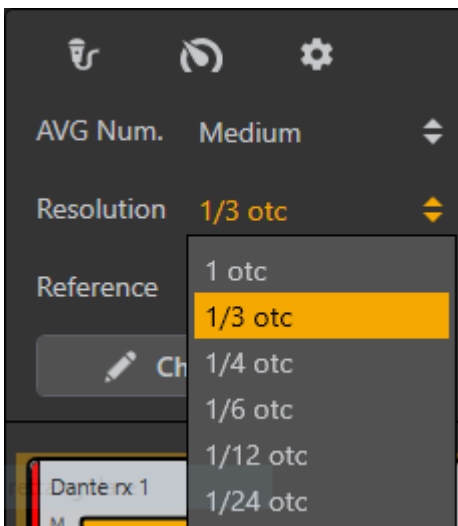 AVG Num. Medium
Resolution 1/3 otc
Reference
1 otc
1/3 otc
1/4 otc
1/6 otc
1/12 otc
1/24 otc
Ch
Dante rx 1
M